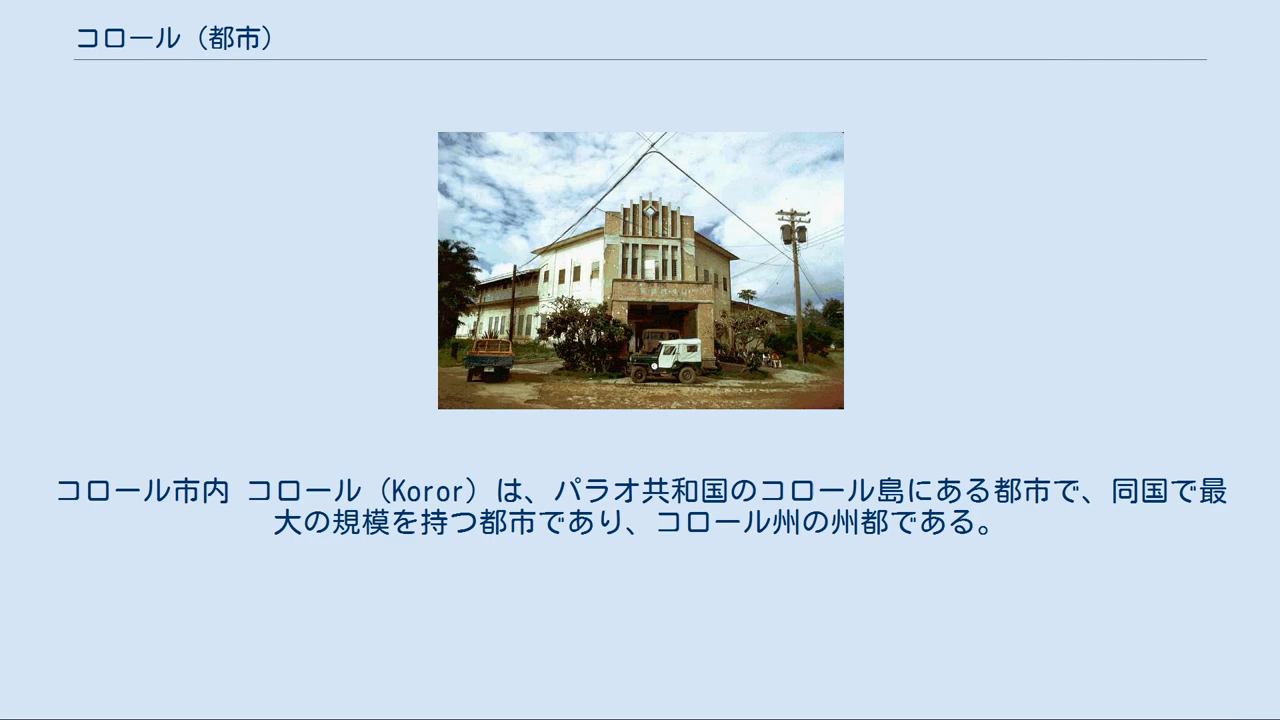 コロール（都市）
コロール市内 コロール（Koror）は、パラオ共和国のコロール島にある都市で、同国で最
大の規模を持つ都市であり、コロール州の州都である。